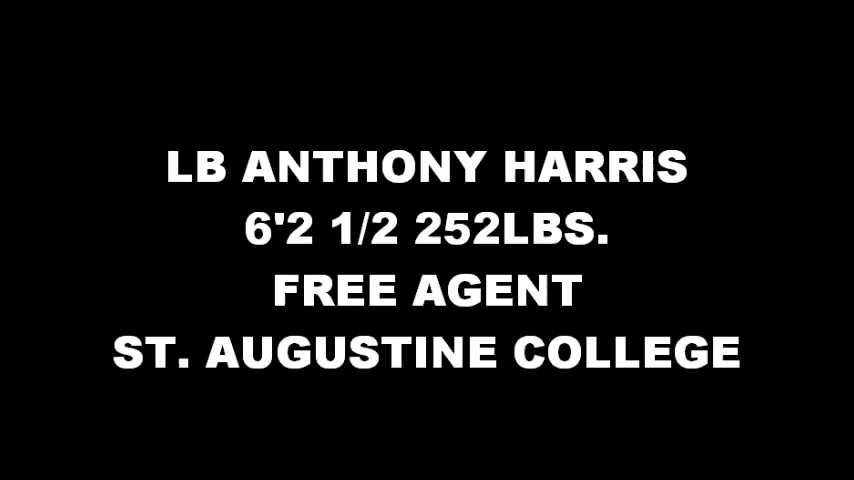 LB ANTHONY HARRIS
6'2 1/2 252LBS.
FREE AGENT
ST. AUGUSTINE COLLEGE